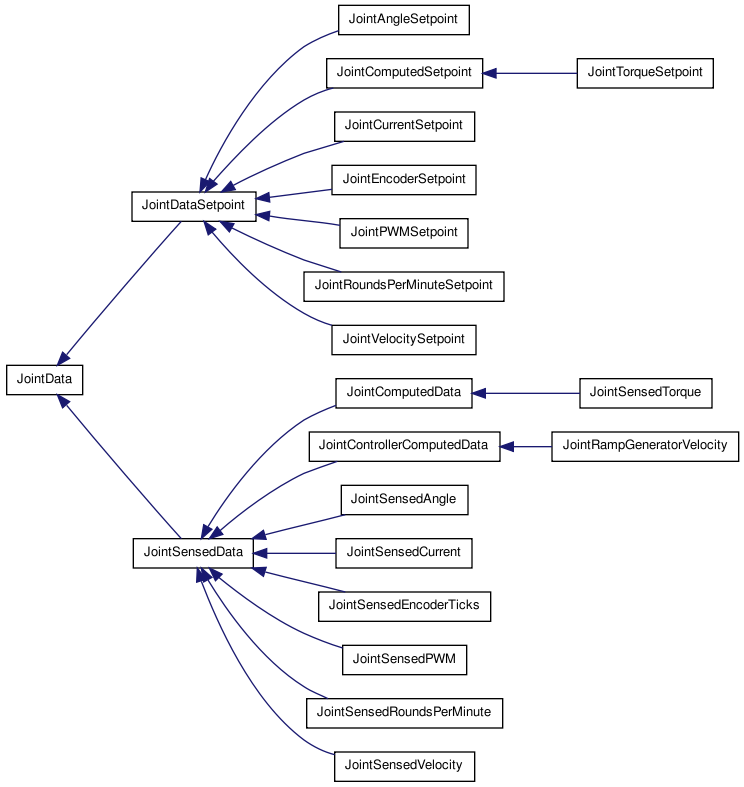 JointAngleSetpoint
JointComputedSetpoint
JointTorqueSetpoint
JointCurrentSetpoint
JointEncoderSetpoint
JointDataSetpoint
JointPWMSetpoint
JointRoundsPerMinuteSetpoint
JointVelocitySetpoint
JointData
JointComputedData
JointSensedTorque
JointControllerComputedData
JointRampGeneratorVelocity
JointSensedAngle
JointSensedData
JointSensedCurrent
JointSensedEncoderTicks
JointSensedPWM
JointSensedRoundsPerMinute
JointSensedVelocity